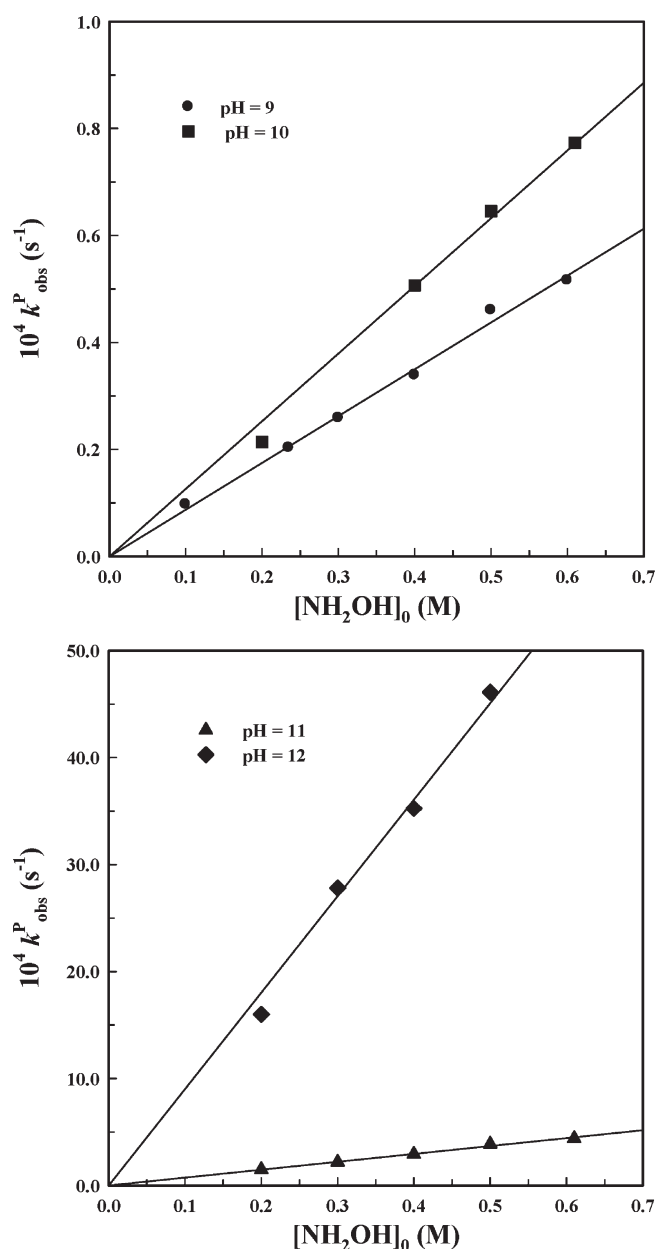 1.0
0.8
0.6
0.4
0.2
0.0
10⁴ kᴾobs (s⁻¹)
pH = 9
pH = 10
0.0 0.1 0.2 0.3 0.4 0.5 0.6 0.7
[NH₂OH]₀ (M)
50.0
40.0
30.0
20.0
10.0
0.0
10⁴ kᴾobs (s⁻¹)
pH = 11
pH = 12
0.0 0.1 0.2 0.3 0.4 0.5 0.6 0.7
[NH₂OH]₀ (M)